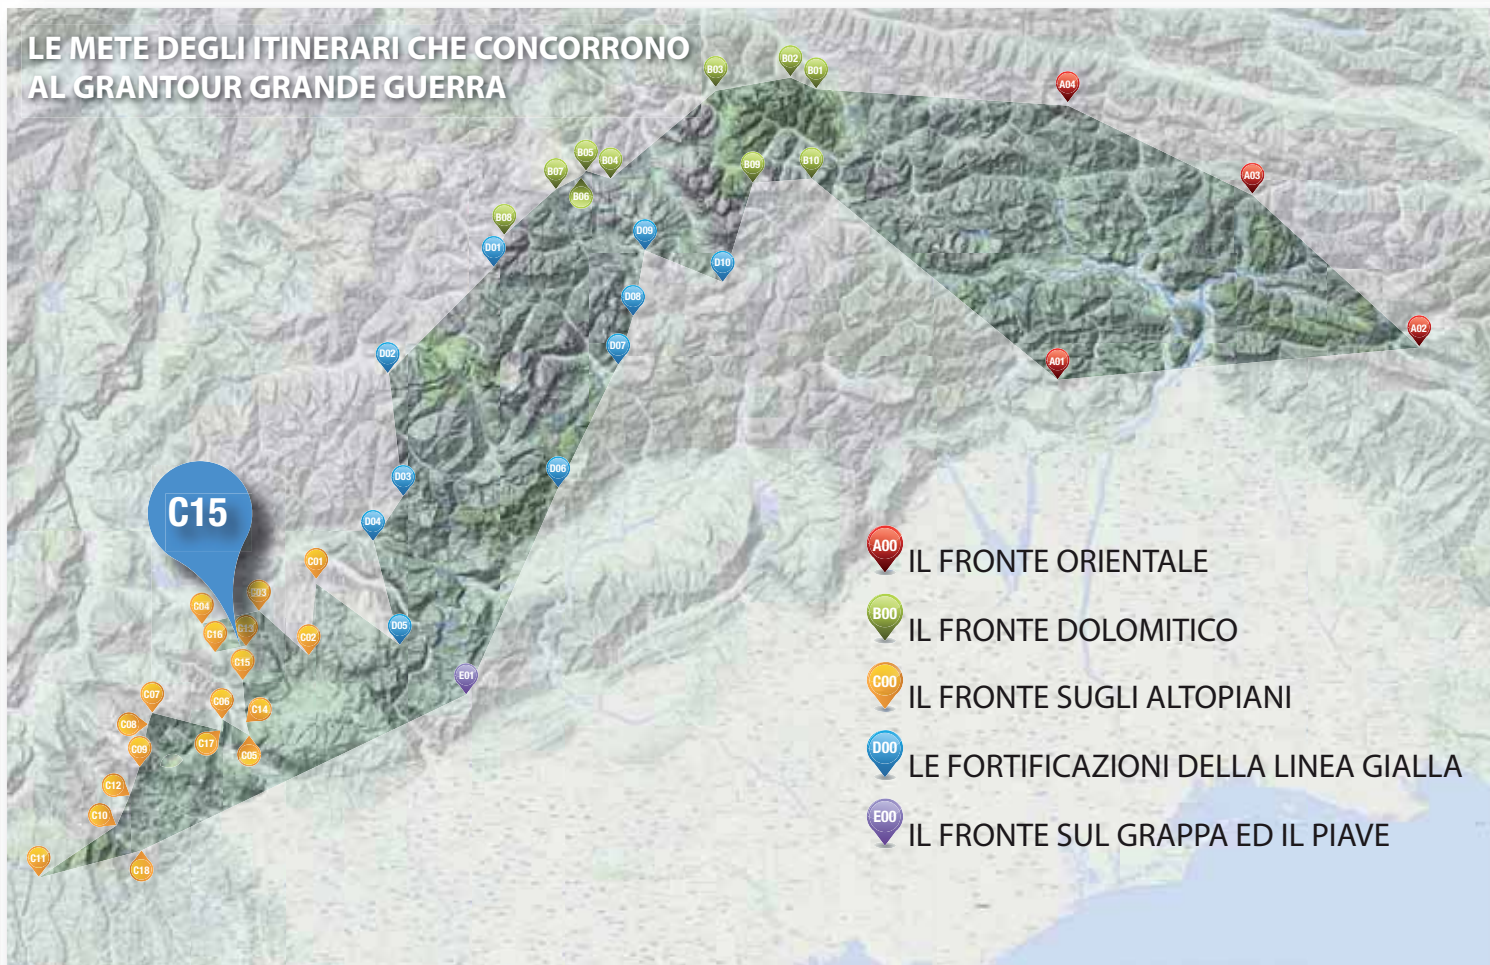 LE METE DEGLI ITINERARI CHE CONCORRONO
AL GRANTOUR GRANDE GUERRA
B03
B02
B01
A04
B05
B04
B07
B06
B09
B10
A03
B08
D01
D09
D10
D08
D07
A02
A01
D02
D03
D06
D04
C15
C01
C03
C04
C13
C16
C02
D05
C15
E01
C07
C06
C14
C08
C17
C09
C05
C12
C10
C11
C18
A00 IL FRONTE ORIENTALE
B00 IL FRONTE DOLOMITICO
C00 IL FRONTE SUGLI ALTOPIANI
D00 LE FORTIFICAZIONI DELLA LINEA GIALLA
E00 IL FRONTE SUL GRAPPA ED IL PIAVE